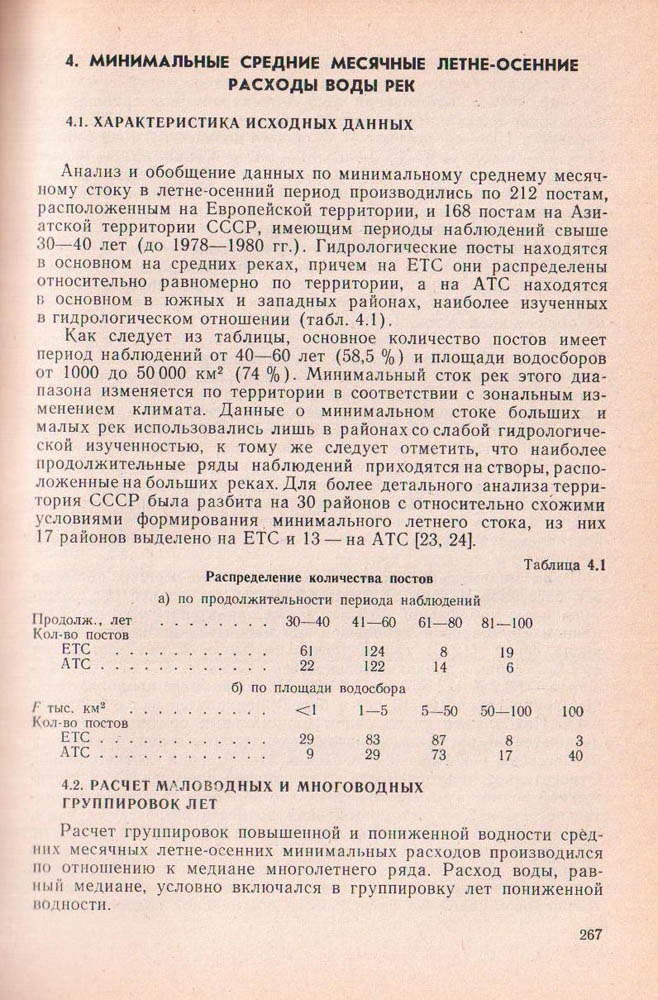 4. МИНИМАЛЬНЫЕ СРЕДНИЕ МЕСЯЧНЫЕ ЛЕТНЕ-ОСЕННИЕ
РАСХОДЫ ВОДЫ РЕК
4.1. ХАРАКТЕРИСТИКА ИСХОДНЫХ ДАННЫХ
Анализ и обобщение данных по минимальному среднему месяч-
ному стоку в летне-осенний период производились по 212 постам,
расположенным на Европейской территории, и 168 постам на Ази-
атской территории СССР, имеющим периоды наблюдений свыше
30—40 лет (до 1978—1980 гг.). Гидрологические посты находятся
в основном на средних реках, причем на ЕТС они распределены
относительно равномерно по территории, а на АТС находятся
в основном в южных и западных районах, наиболее изученных
в гидрологическом отношении (табл. 4.1).
Как следует из таблицы, основное количество постов имеет
период наблюдений от 40—60 лет (58,5 %) и площади водосборов
от 1000 до 50 000 км² (74 %). Минимальный сток рек этого диа-
пазона изменяется по территории в соответствии с зональным из-
менением климата. Данные о минимальном стоке больших и
малых рек использовались лишь в районах со слабой гидрологиче-
ской изученностью, к тому же следует отметить, что наиболее
продолжительные ряды наблюдений приходятся на створы, распо-
ложенные на больших реках. Для более детального анализа терри-
тория СССР была разбита на 30 районов с относительно схожими
условиями формирования минимального летнего стока, из них
17 районов выделено на ЕТС и 13 — на АТС [23, 24].
Таблица 4.1
Распределение количества постов
а) по продолжительности периода наблюдений
Продолж., лет . . . . . . . . 30—40 41—60 61—80 81—100
Кол-во постов
ЕТС . . . . . . . . . . . . 61 124 8 19
АТС . . . . . . . . . . . . 22 122 14 6
б) по площади водосбора
F тыс. км² . . . . . . . . . . <1 1—5 5—50 50—100 100
Кол-во постов
ЕТС . . . . . . . . . . . . 29 83 87 8 3
АТС . . . . . . . . . . . . 9 29 73 17 40
4.2. РАСЧЕТ МАЛОВОДНЫХ И МНОГОВОДНЫХ
ГРУППИРОВОК ЛЕТ
Расчет группировок повышенной и пониженной водности сред-
них месячных летне-осенних минимальных расходов производился
по отношению к медиане многолетнего ряда. Расход воды, рав-
ный медиане, условно включался в группировку лет пониженной
водности.
267